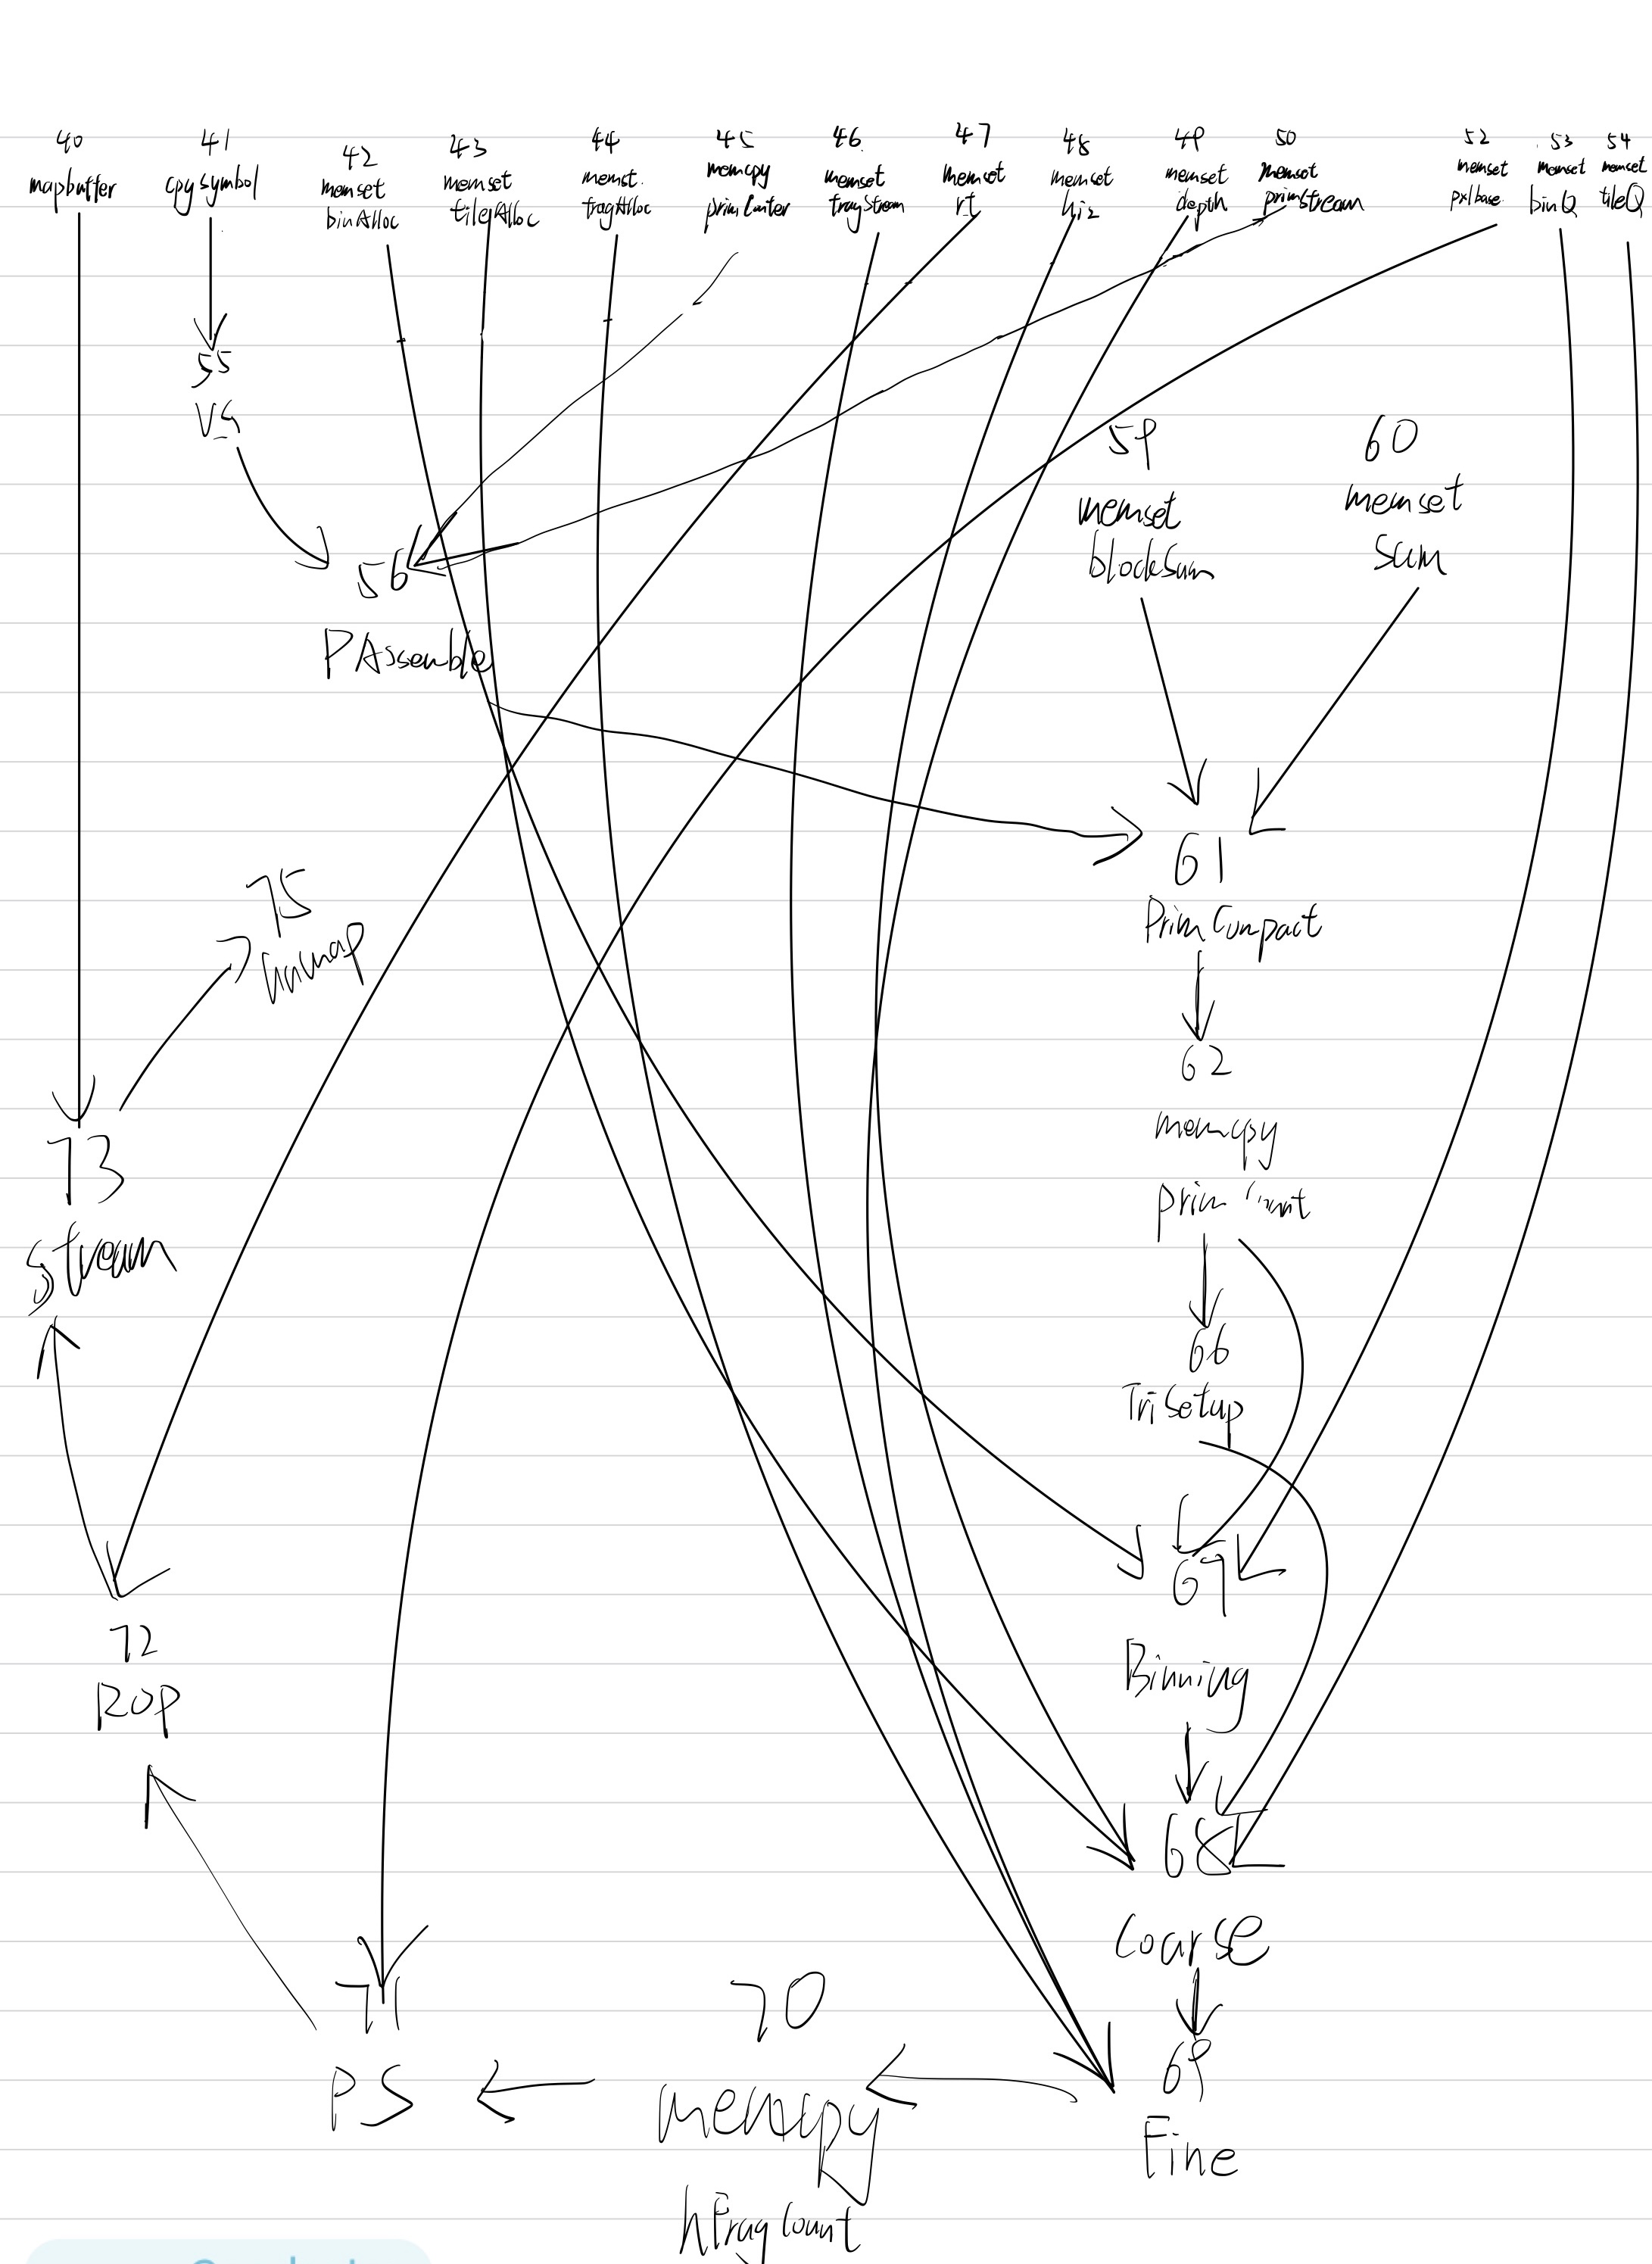 40
mapbuffer
41
cpysymbol
42
memset
binAlloc
43
memset
tileAlloc
44
memst.
fragAlloc
45
memcpy
46
memset
fragStream
47
memset
rt
48
memset
hiz
49
memset
depth
50
memset
primStream
52
memset
pxlbase
53
memset
binQ
54
memset
tileQ
55
VS
56
PAssemble
59
memset
blockSum
60
memset
sum
61
PrimCompact
62
memcpy
prim
66
TriSetup
67
Binning
68
Coarse
69
Fine
70
memcpy
hFragCount
71
PS
72
ROP
73
stream
75
unmap